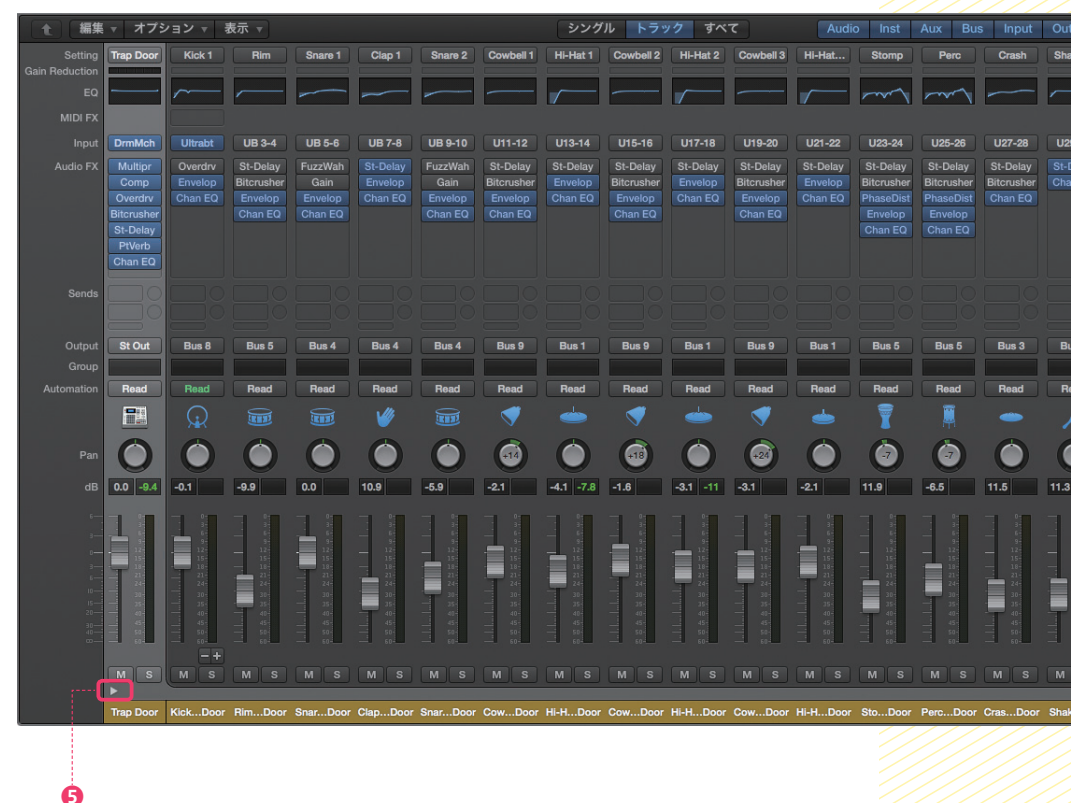 編集 オプション 表示 シングル トラック すべて Audio Inst Aux Bus Input Out
Setting Trap Door Kick 1 Rim Snare 1 Clap 1 Snare 2 Cowbell 1 Hi-Hat 1 Cowbell 2 Hi-Hat 2 Cowbell 3 Hi-Hat... Stomp Perc Crash Sha
Gain Reduction
EQ
MIDI FX
Input DrmMch Ultrabt UB 3-4 UB 5-6 UB 7-8 UB 9-10 U11-12 U13-14 U15-16 U17-18 U19-20 U21-22 U23-24 U25-26 U27-28 U29
Audio FX Multipr Overdrv St-Delay FuzzWah St-Delay FuzzWah St-Delay St-Delay St-Delay St-Delay St-Delay St-Delay St-Delay St-Delay St-Delay St-D
Comp Envelop Bitcrusher Gain Envelop Gain Bitcrusher Envelop Bitcrusher Envelop Bitcrusher Envelop Bitcrusher Bitcrusher Bitcrusher Cha
Overdrv Chan EQ Envelop Envelop Chan EQ Envelop Envelop Chan EQ Envelop Chan EQ Envelop Chan EQ PhaseDist PhaseDist Chan EQ
Bitcrusher Chan EQ Chan EQ Chan EQ Chan EQ Chan EQ Chan EQ Envelop Envelop
St-Delay Chan EQ Chan EQ
PtVerb
Chan EQ
Sends
Output St Out Bus 8 Bus 5 Bus 4 Bus 4 Bus 4 Bus 9 Bus 1 Bus 9 Bus 1 Bus 9 Bus 1 Bus 5 Bus 5 Bus 3 Bu
Group
Automation Read Read Read Read Read Read Read Read Read Read Read Read Read Read Read Re
Pan +14 +18 +24 -7 -7
dB 0.0 -9.4 -0.1 -9.9 0.0 10.9 -5.9 -2.1 -4.1 -7.8 -1.6 -3.1 -11 -3.1 -2.1 11.9 -6.5 11.5 11.3
M S M S M S M S M S M S M S M S M S M S M S M S M S M S M S M
Trap Door Kick...Door Rim...Door Snar...Door Clap...Door Snar...Door Cow...Door Hi-H...Door Cow...Door Hi-H...Door Cow...Door Hi-H...Door Sto...Door Perc...Door Cras...Door Shak
5